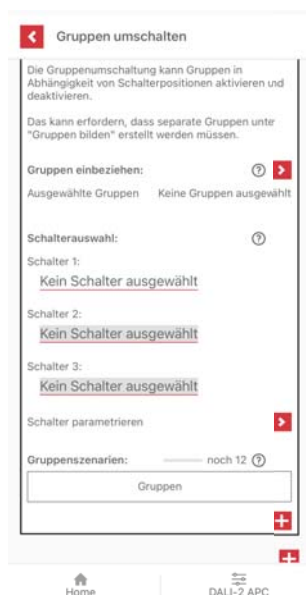 Gruppen umschalten
Die Gruppenumschaltung kann Gruppen in
Abhängigkeit von Schalterpositionen aktivieren und
deaktivieren.
Das kann erfordern, dass separate Gruppen unter
"Gruppen bilden" erstellt werden müssen.
Gruppen einbeziehen:
Ausgewählte Gruppen Keine Gruppen ausgewählt
Schalterauswahl:
Schalter 1:
Kein Schalter ausgewählt
Schalter 2:
Kein Schalter ausgewählt
Schalter 3:
Kein Schalter ausgewählt
Schalter parametrieren
Gruppenszenarien: noch 12
Gruppen
Home DALI-2 APC